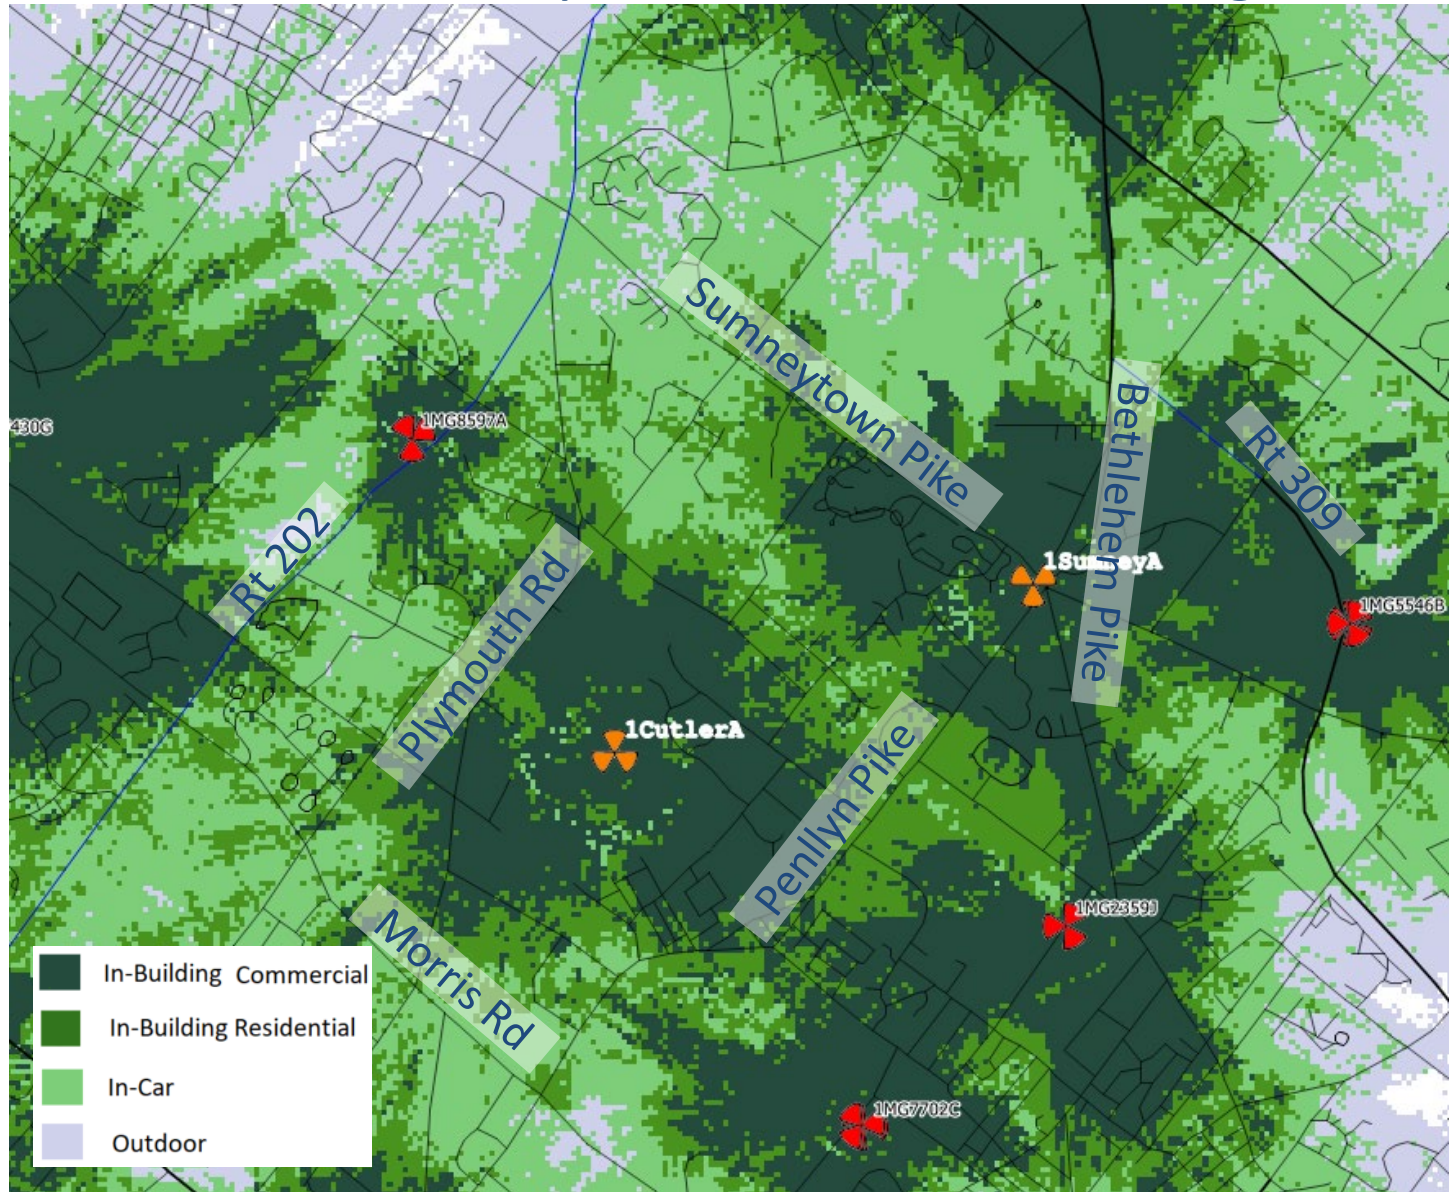 Sumneytown Pike
Bethlehem Pike
Rt 309
430G
1MG8597A
Rt 202
Plymouth Rd
1MG5546B
1CutlerA
Penllyn Pike
1MG2359J
Morris Rd
1MG7702C
In-Building Commercial
In-Building Residential
In-Car
Outdoor